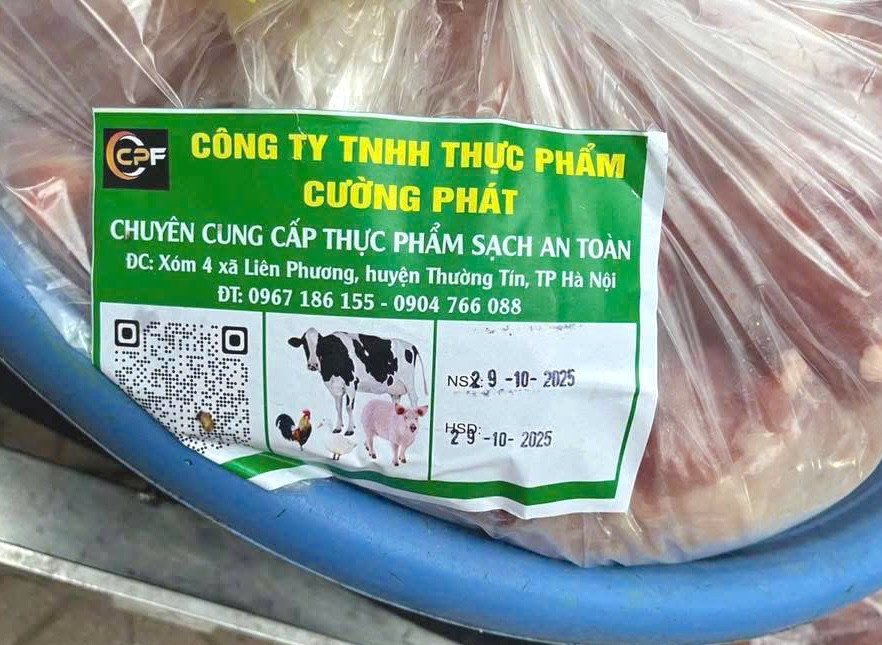 CPF
CÔNG TY TNHH THỰC PHẨM
CƯỜNG PHÁT
CHUYÊN CUNG CẤP THỰC PHẨM SẠCH AN TOÀN
ĐC: Xóm 4 xã Liên Phương, huyện Thường Tín, TP Hà Nội
ĐT: 0967 186 155 - 0904 766 088
NSX: 29 -10- 2025
HSD: 29 -10- 2025